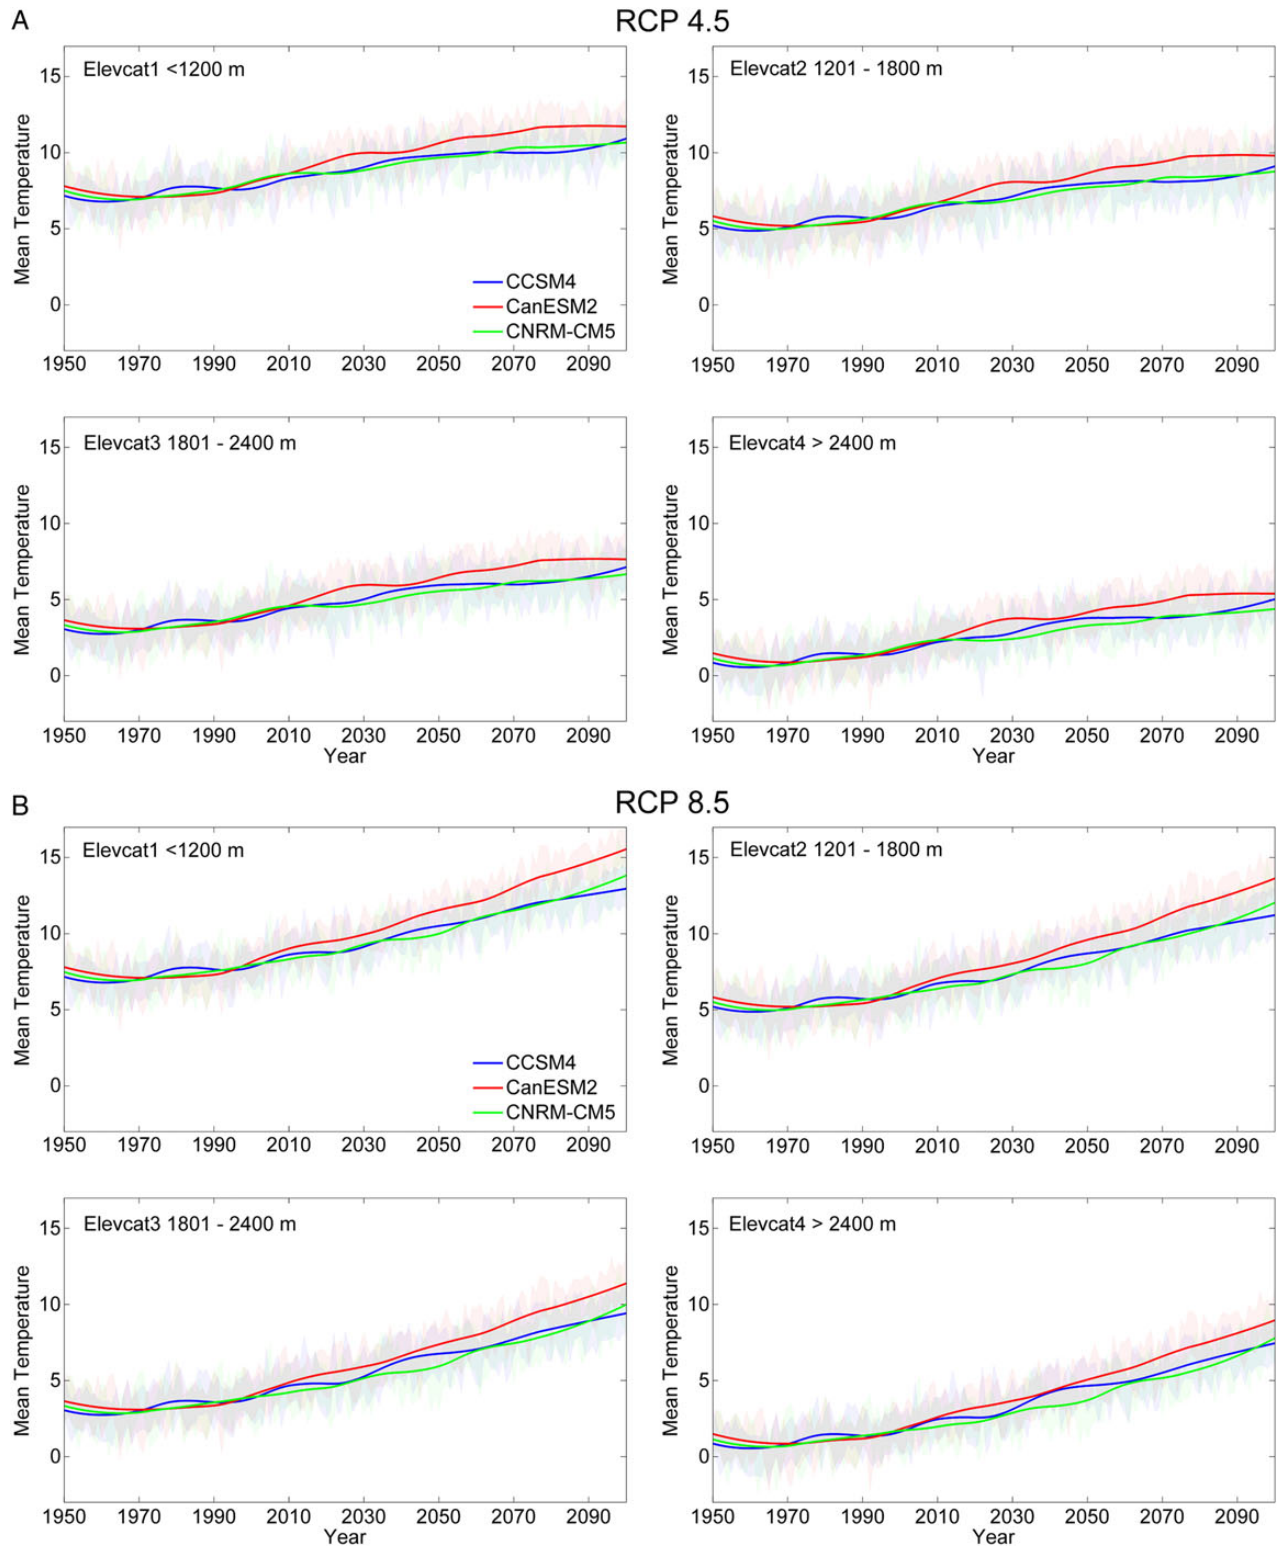 A
RCP 4.5
Elevcat1 <1200 m
Mean Temperature
15
10
5
0
CCSM4
CanESM2
CNRM-CM5
1950 1970 1990 2010 2030 2050 2070 2090
Elevcat2 1201 - 1800 m
Mean Temperature
15
10
5
0
1950 1970 1990 2010 2030 2050 2070 2090
Elevcat3 1801 - 2400 m
Mean Temperature
15
10
5
0
1950 1970 1990 2010 2030 2050 2070 2090
Year
Elevcat4 > 2400 m
Mean Temperature
15
10
5
0
1950 1970 1990 2010 2030 2050 2070 2090
Year
B
RCP 8.5
Elevcat1 <1200 m
Mean Temperature
15
10
5
0
CCSM4
CanESM2
CNRM-CM5
1950 1970 1990 2010 2030 2050 2070 2090
Elevcat2 1201 - 1800 m
Mean Temperature
15
10
5
0
1950 1970 1990 2010 2030 2050 2070 2090
Elevcat3 1801 - 2400 m
Mean Temperature
15
10
5
0
1950 1970 1990 2010 2030 2050 2070 2090
Year
Elevcat4 > 2400 m
Mean Temperature
15
10
5
0
1950 1970 1990 2010 2030 2050 2070 2090
Year